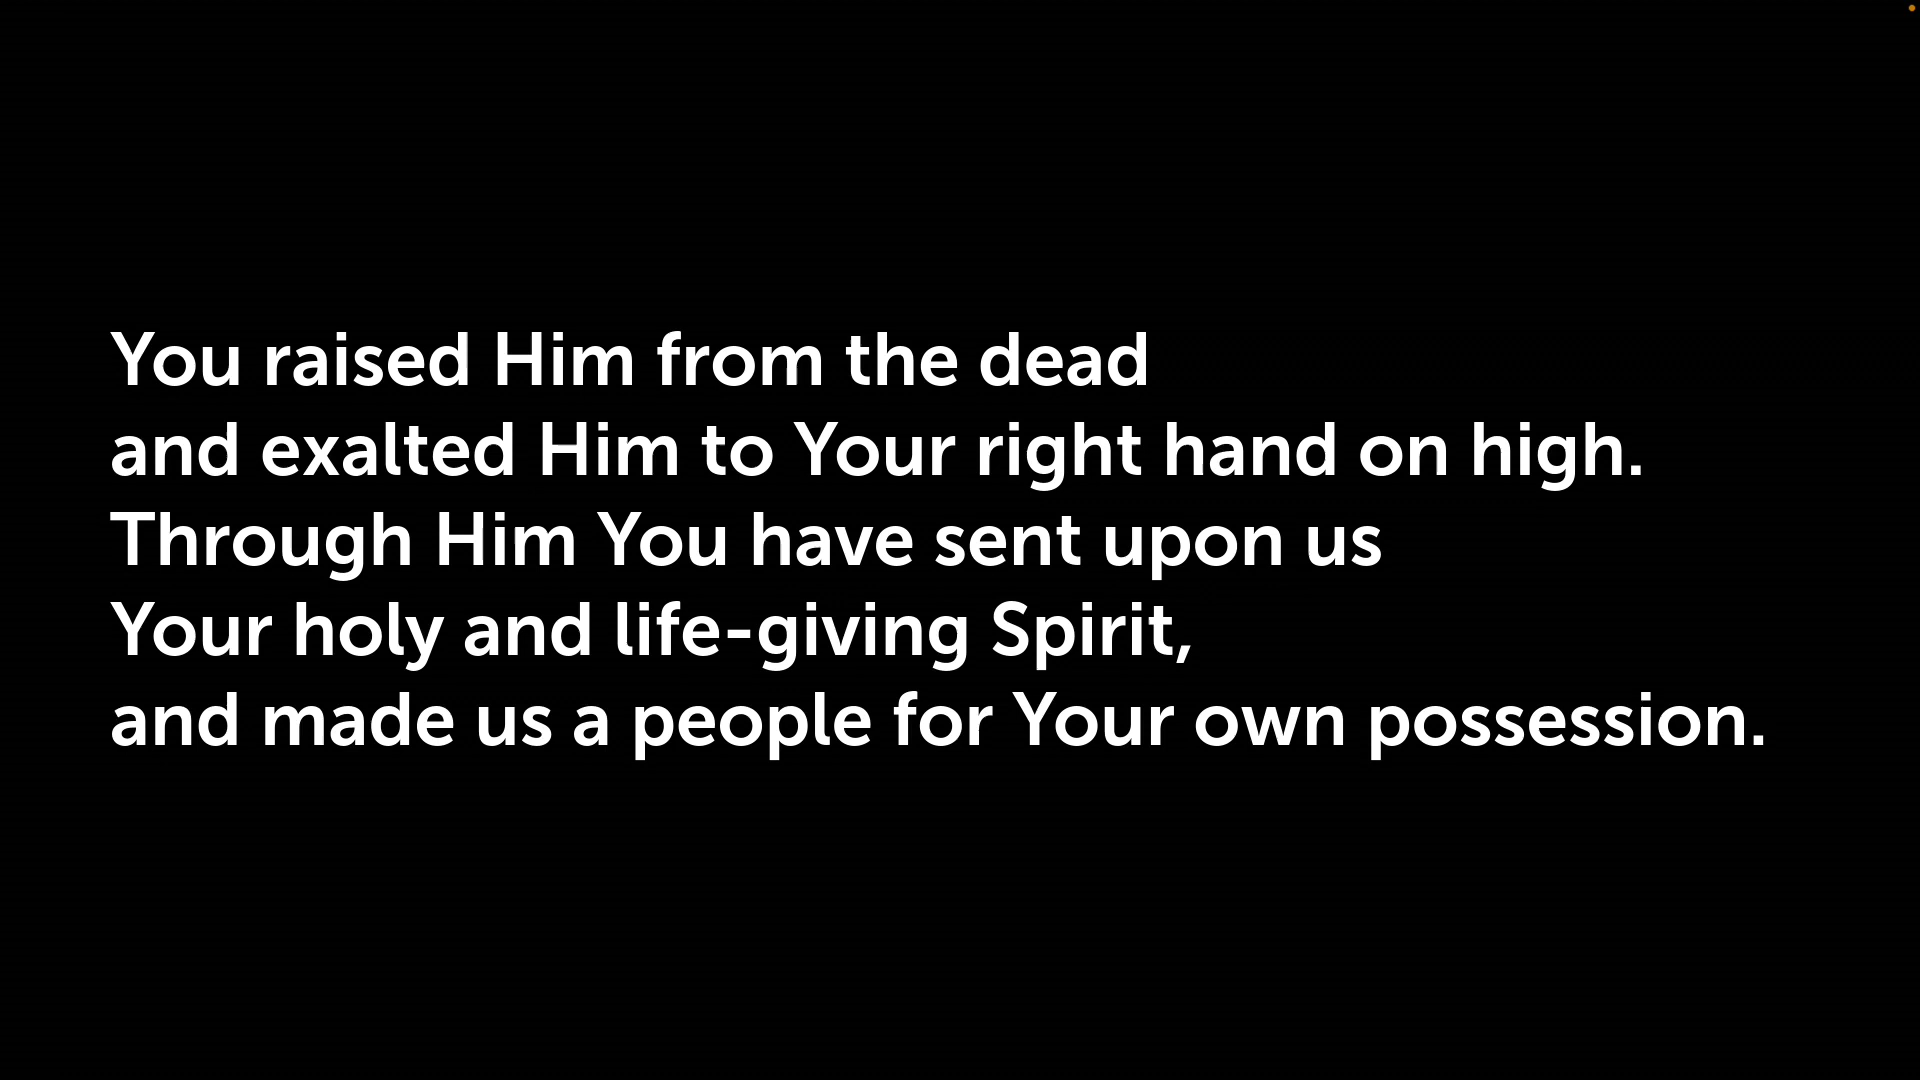 You raised Him from the dead
and exalted Him to Your right hand on high.
Through Him You have sent upon us
Your holy and life-giving Spirit,
and made us a people for Your own possession.